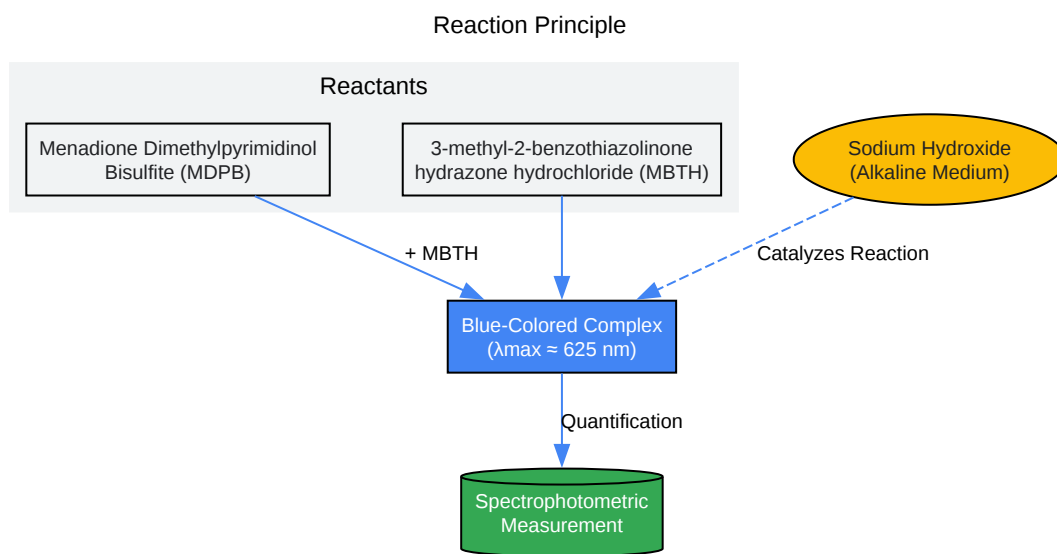 Reaction Principle
Reactants
Menadione Dimethylpyrimidinol
Bisulfite (MDPB)
3-methyl-2-benzothiazolinone
hydrazone hydrochloride (MBTH)
Sodium Hydroxide
(Alkaline Medium)
+ MBTH
Catalyzes Reaction
Blue-Colored Complex
(λmax ≈ 625 nm)
Quantification
Spectrophotometric
Measurement